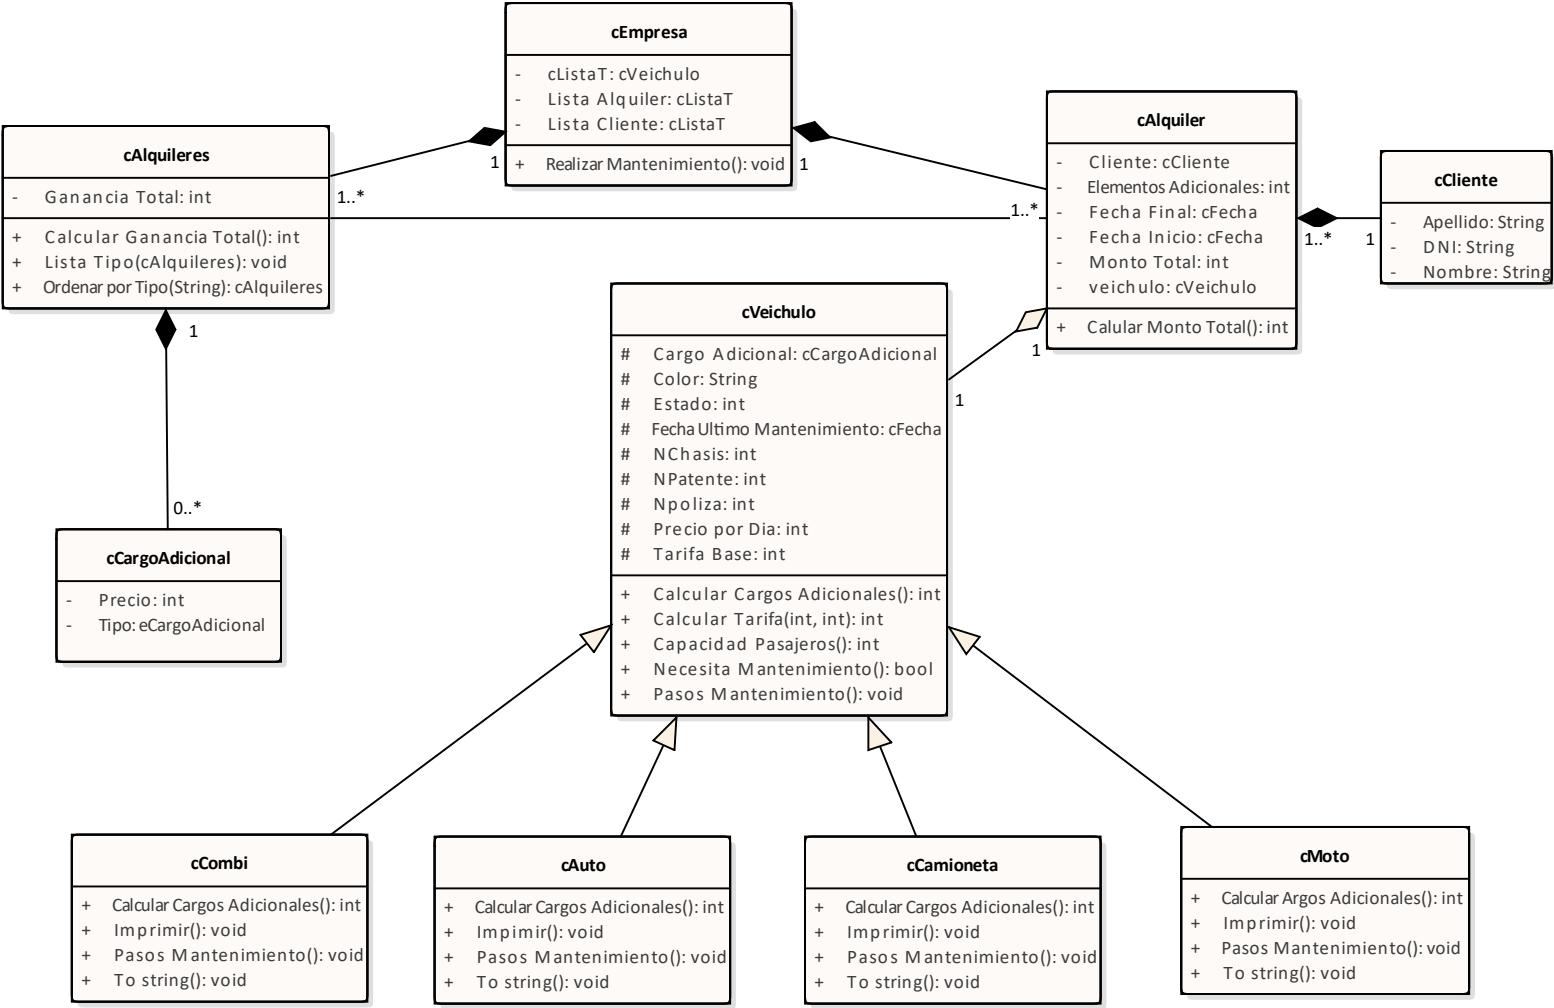 cEmpresa
- cListaT: cVeichulo
- Lista Alquiler: cListaT
- Lista Cliente: cListaT
+ Realizar Mantenimiento(): void
1
1
cAlquileres
- Ganancia Total: int
+ Calcular Ganancia Total(): int
+ Lista Tipo(cAlquileres): void
+ Ordenar por Tipo(String): cAlquileres
1..*
1..*
1
0..*
cAlquiler
- Cliente: cCliente
- Elementos Adicionales: int
- Fecha Final: cFecha
- Fecha Inicio: cFecha
- Monto Total: int
- veichulo: cVeichulo
+ Calular Monto Total(): int
1..*
1
1
1
cCliente
- Apellido: String
- DNI: String
- Nombre: String
cVeichulo
# Cargo Adicional: cCargoAdicional
# Color: String
# Estado: int
# Fecha Ultimo Mantenimiento: cFecha
# NChasis: int
# NPatente: int
# Npoliza: int
# Precio por Dia: int
# Tarifa Base: int
+ Calcular Cargos Adicionales(): int
+ Calcular Tarifa(int, int): int
+ Capacidad Pasajeros(): int
+ Necesita Mantenimiento(): bool
+ Pasos Mantenimiento(): void
cCargoAdicional
- Precio: int
- Tipo: eCargoAdicional
cCombi
+ Calcular Cargos Adicionales(): int
+ Imprimir(): void
+ Pasos Mantenimiento(): void
+ To string(): void
cAuto
+ Calcular Cargos Adicionales(): int
+ Impimir(): void
+ Pasos Mantenimiento(): void
+ To string(): void
cCamioneta
+ Calcular Cargos Adicionales(): int
+ Imprimir(): void
+ Pasos Mantenimiento(): void
+ To string(): void
cMoto
+ Calcular Argos Adicionales(): int
+ Imprimir(): void
+ Pasos Mantenimiento(): void
+ To string(): void